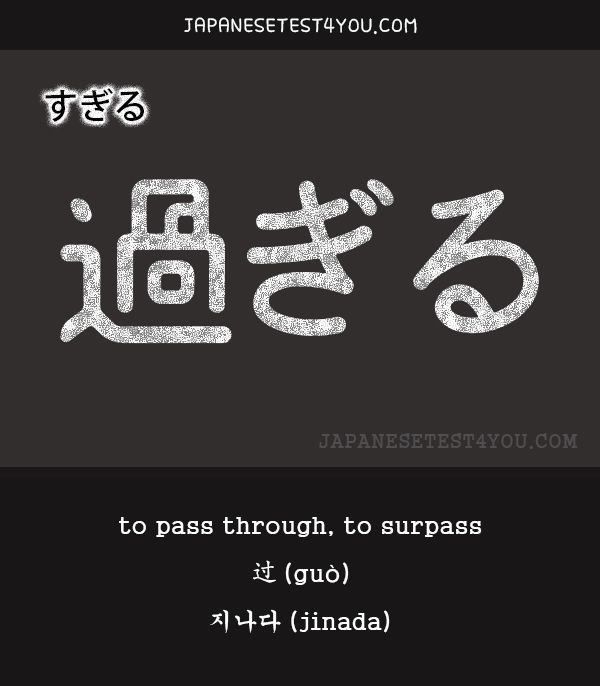 JAPANESETEST4YOU.COM
すぎる
過ぎる
JAPANESETEST4YOU.COM
to pass through, to surpass
过 (guò)
지나다 (jinada)